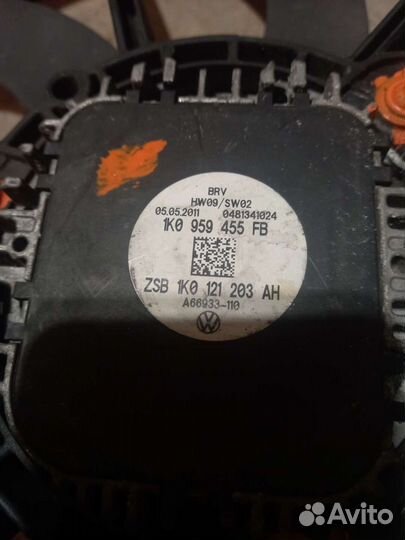 BRV
HW09/SW02
05.05.2011 0481341024
1K0 959 455 FB
ZSB 1K0 121 203 AH
A66933-110
Avito